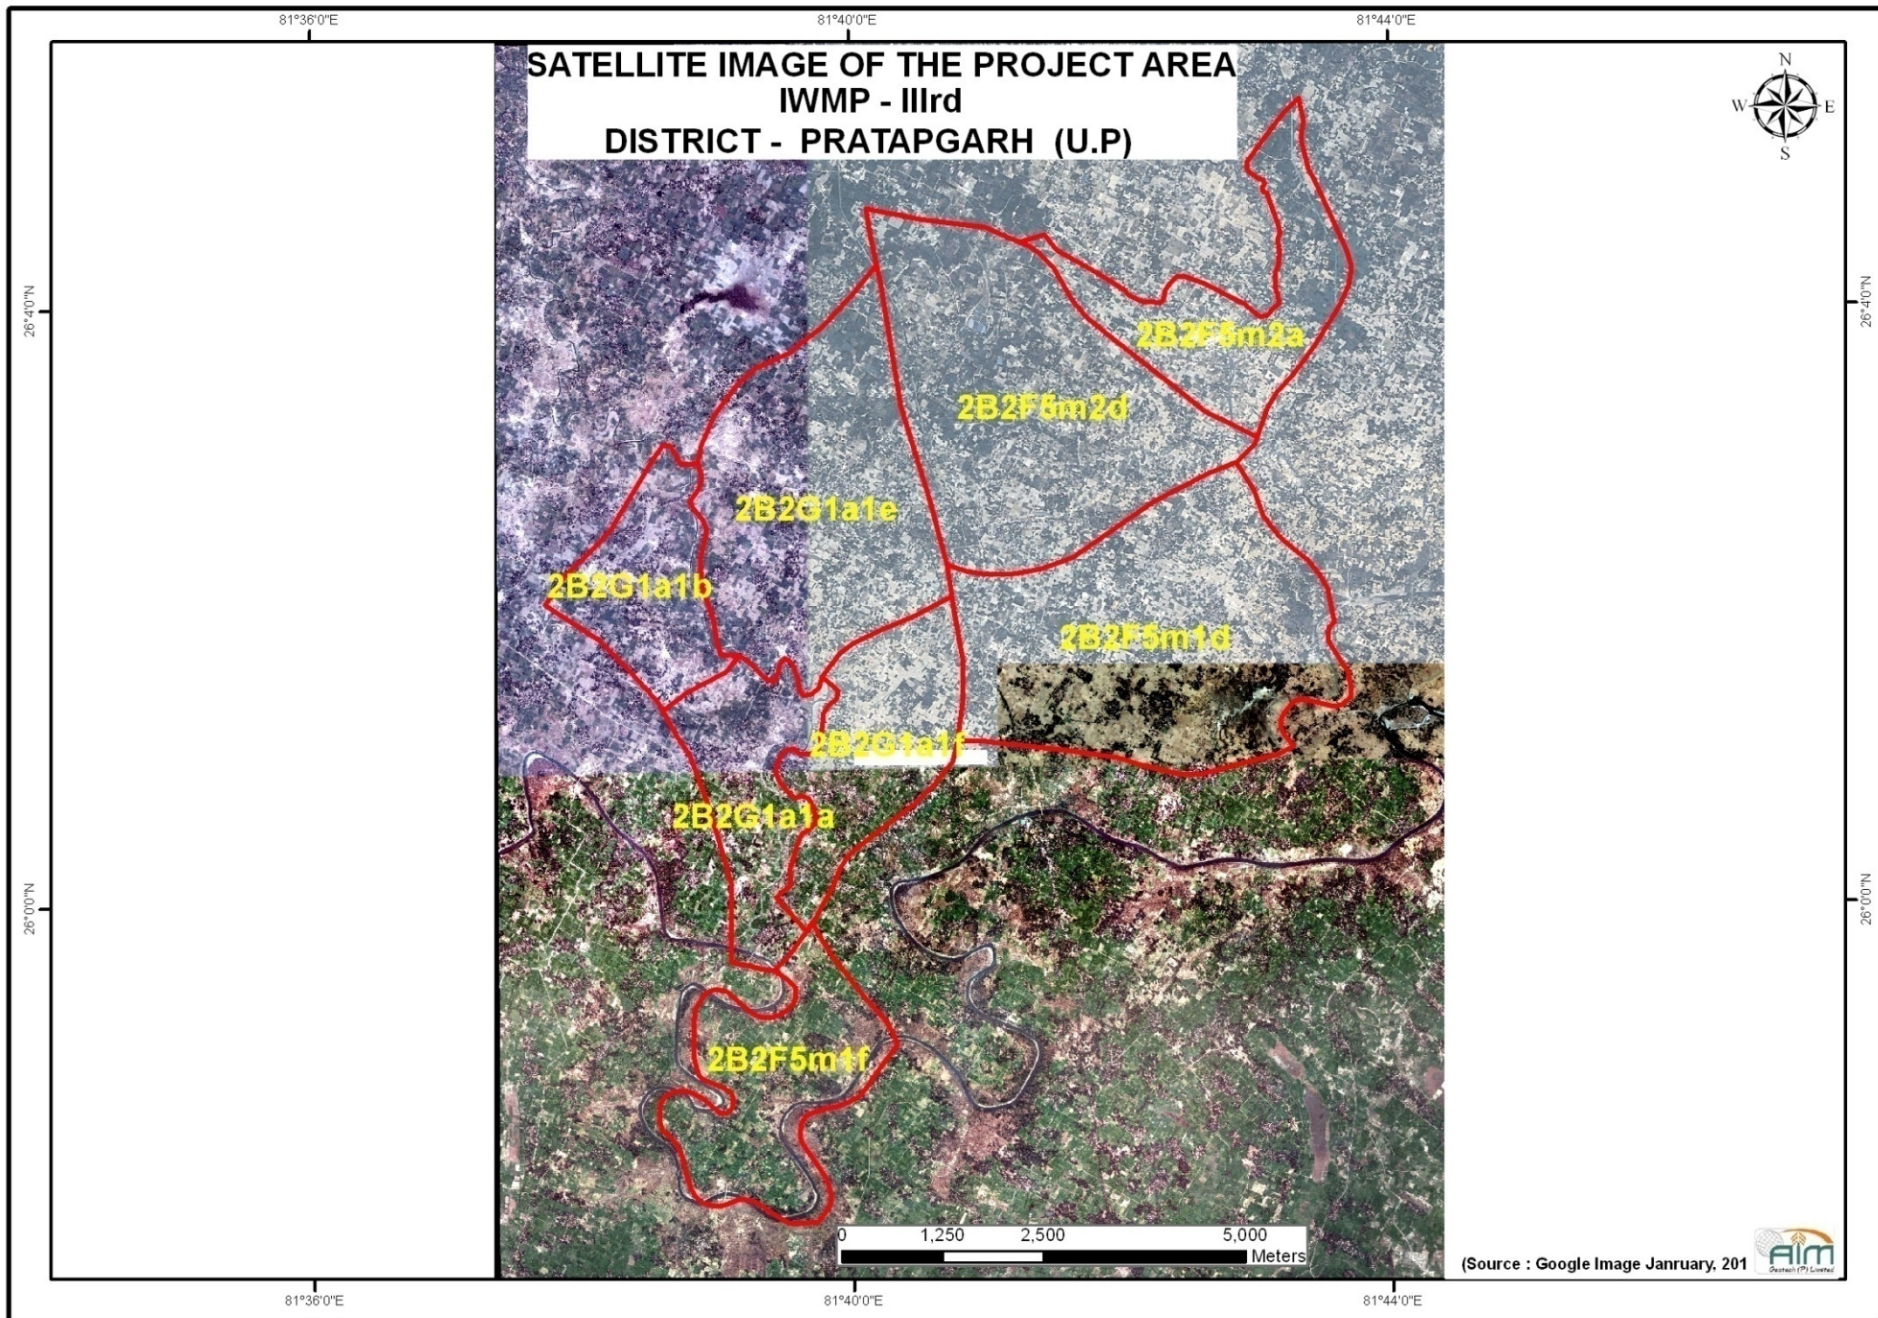 81°36'0"E 81°40'0"E 81°44'0"E
SATELLITE IMAGE OF THE PROJECT AREA
IWMP - IIIrd
DISTRICT - PRATAPGARH (U.P)
N
W E
S
26°4'0"N 26°4'0"N
2B2F5m2a
2B2F5m2d
2B2G1a1e
2B2G1a1b
2B2F5m1d
2B2G1a1f
2B2G1a1a
26°0'0"N 26°0'0"N
2B2F5m1f
0 1,250 2,500 5,000
Meters
(Source : Google Image Janruary, 201
AIM
Geotech (P) Limited
81°36'0"E 81°40'0"E 81°44'0"E